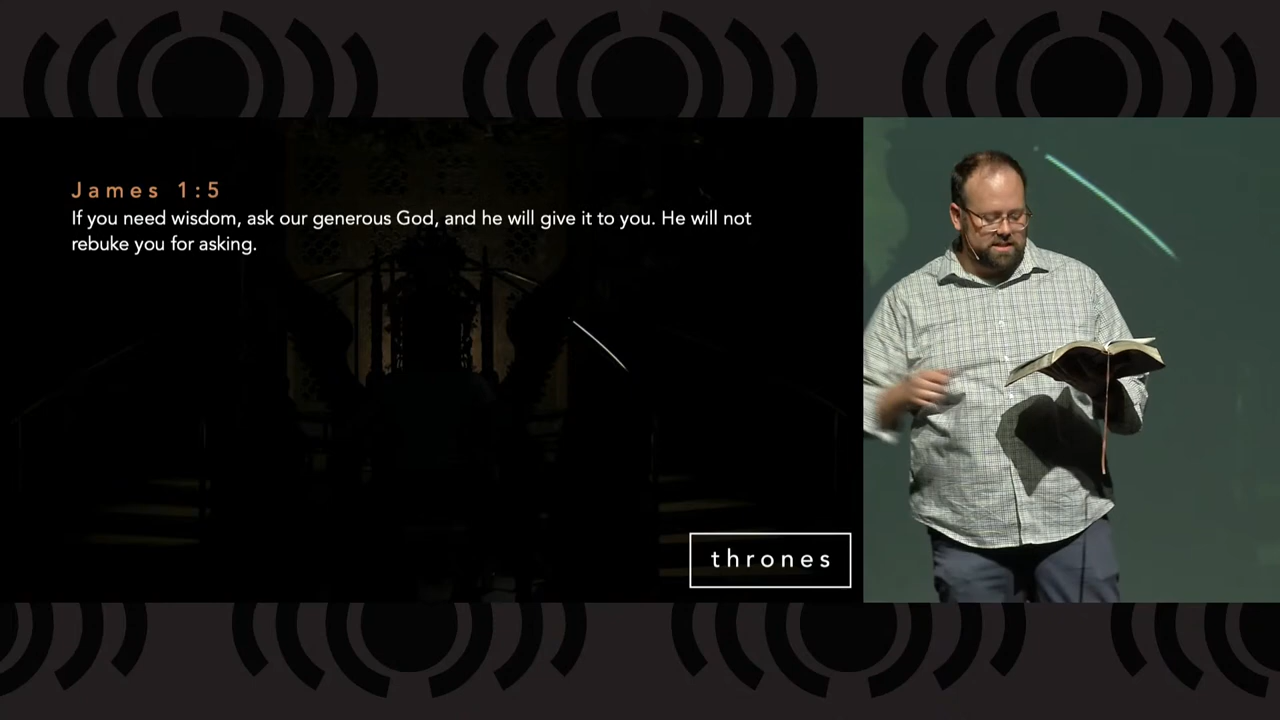 James 1:5
If you need wisdom, ask our generous God, and he will give it to you. He will not
rebuke you for asking.
thrones